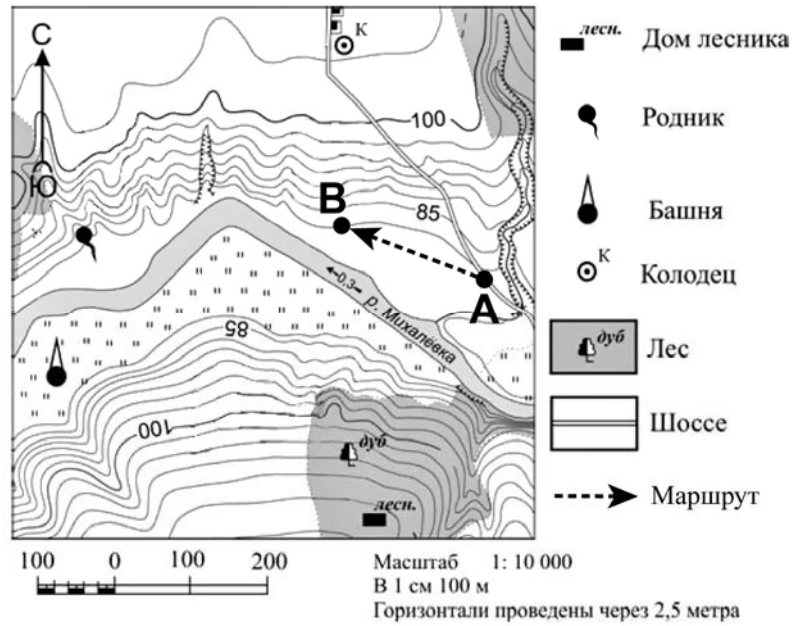 С
К
100
Ю
В
85
А
0,3
р. Михалевка
85
100
дуб
лесн.
лесн.
Дом лесника
Родник
Башня
К
Колодец
дуб
Лес
Шоссе
Маршрут
100 0 100 200
Масштаб 1: 10 000
В 1 см 100 м
Горизонтали проведены через 2,5 метра